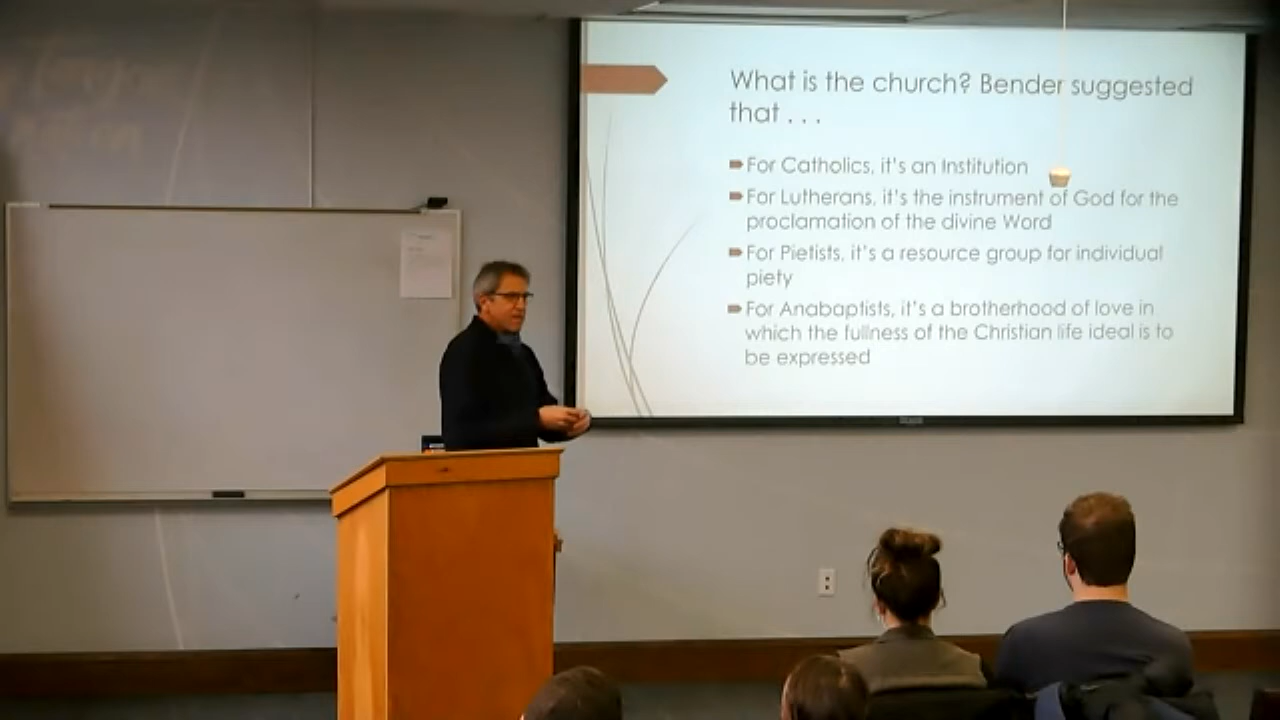 What is the church? Bender suggested
that . . .
For Catholics, it's an Institution
For Lutherans, it's the instrument of God for the
proclamation of the divine Word
For Pietists, it's a resource group for individual
piety
For Anabaptists, it's a brotherhood of love in
which the fullness of the Christian life ideal is to
be expressed